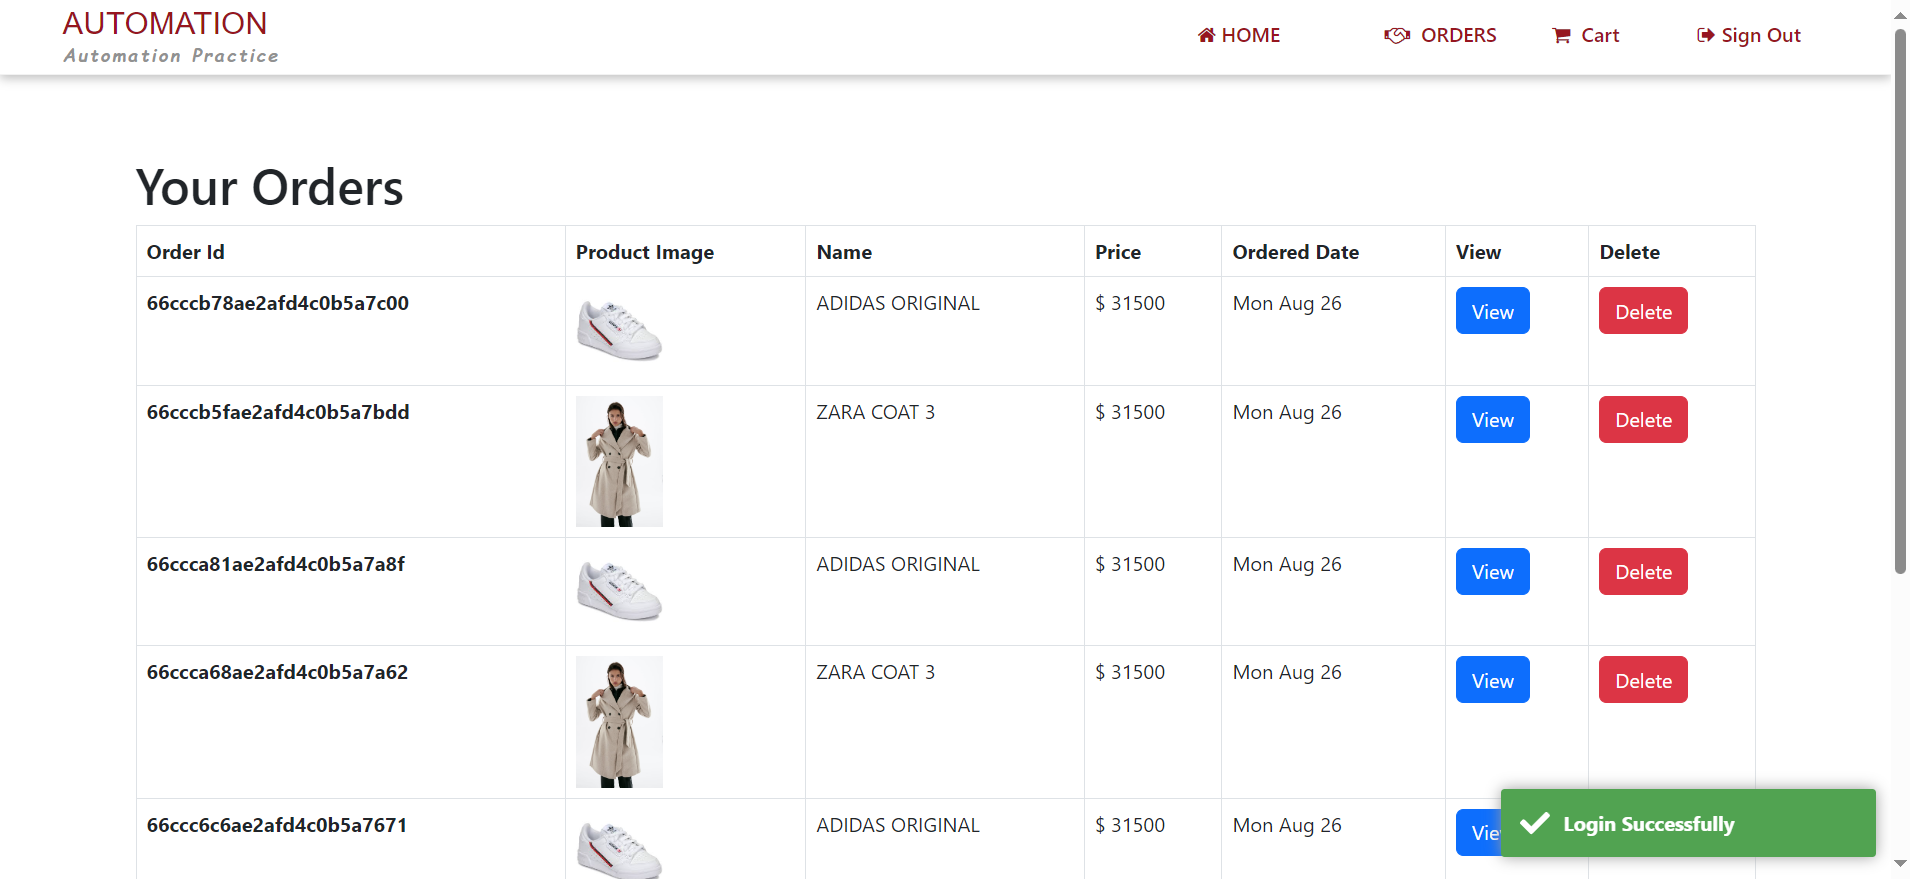 AUTOMATION
Automation Practice
HOME ORDERS Cart Sign Out
Your Orders
Order Id Product Image Name Price Ordered Date View Delete
66cccb78ae2afd4c0b5a7c00 ADIDAS ORIGINAL $ 31500 Mon Aug 26 View Delete
66cccb5fae2afd4c0b5a7bdd ZARA COAT 3 $ 31500 Mon Aug 26 View Delete
66ccca81ae2afd4c0b5a7a8f ADIDAS ORIGINAL $ 31500 Mon Aug 26 View Delete
66ccca68ae2afd4c0b5a7a62 ZARA COAT 3 $ 31500 Mon Aug 26 View Delete
66ccc6c6ae2afd4c0b5a7671 ADIDAS ORIGINAL $ 31500 Mon Aug 26 Vie
Login Successfully